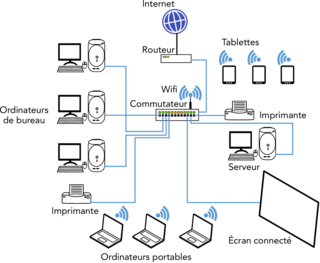 Internet
Routeur
Tablettes
Wifi
Commutateur
Ordinateurs
de bureau
Imprimante
Serveur
Imprimante
Écran connecté
Ordinateurs portables